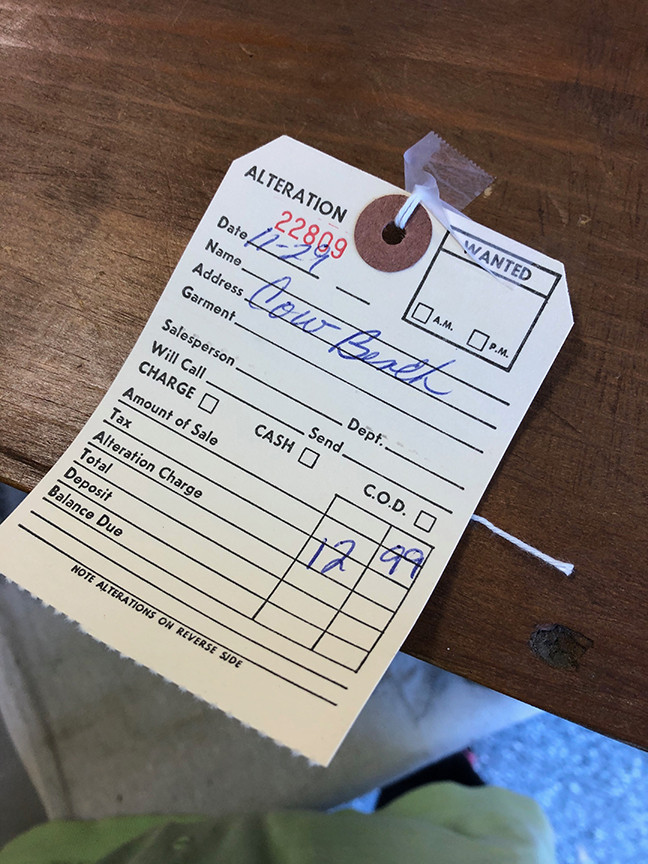 ALTERATION
22809
WANTED
A.M. P.M.
Date 11-29
Name
Address Cow Bench
Garment
Salesperson Dept.
Will Call Send
CHARGE CASH C.O.D.
Amount of Sale
Tax
Alteration Charge 12 99
Total
Deposit
Balance Due
NOTE ALTERATIONS ON REVERSE SIDE